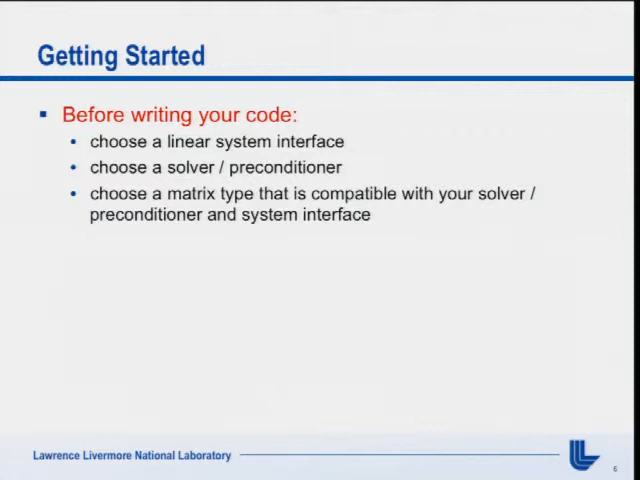 Getting Started
▪ Before writing your code:
• choose a linear system interface
• choose a solver / preconditioner
• choose a matrix type that is compatible with your solver /
preconditioner and system interface
Lawrence Livermore National Laboratory
6